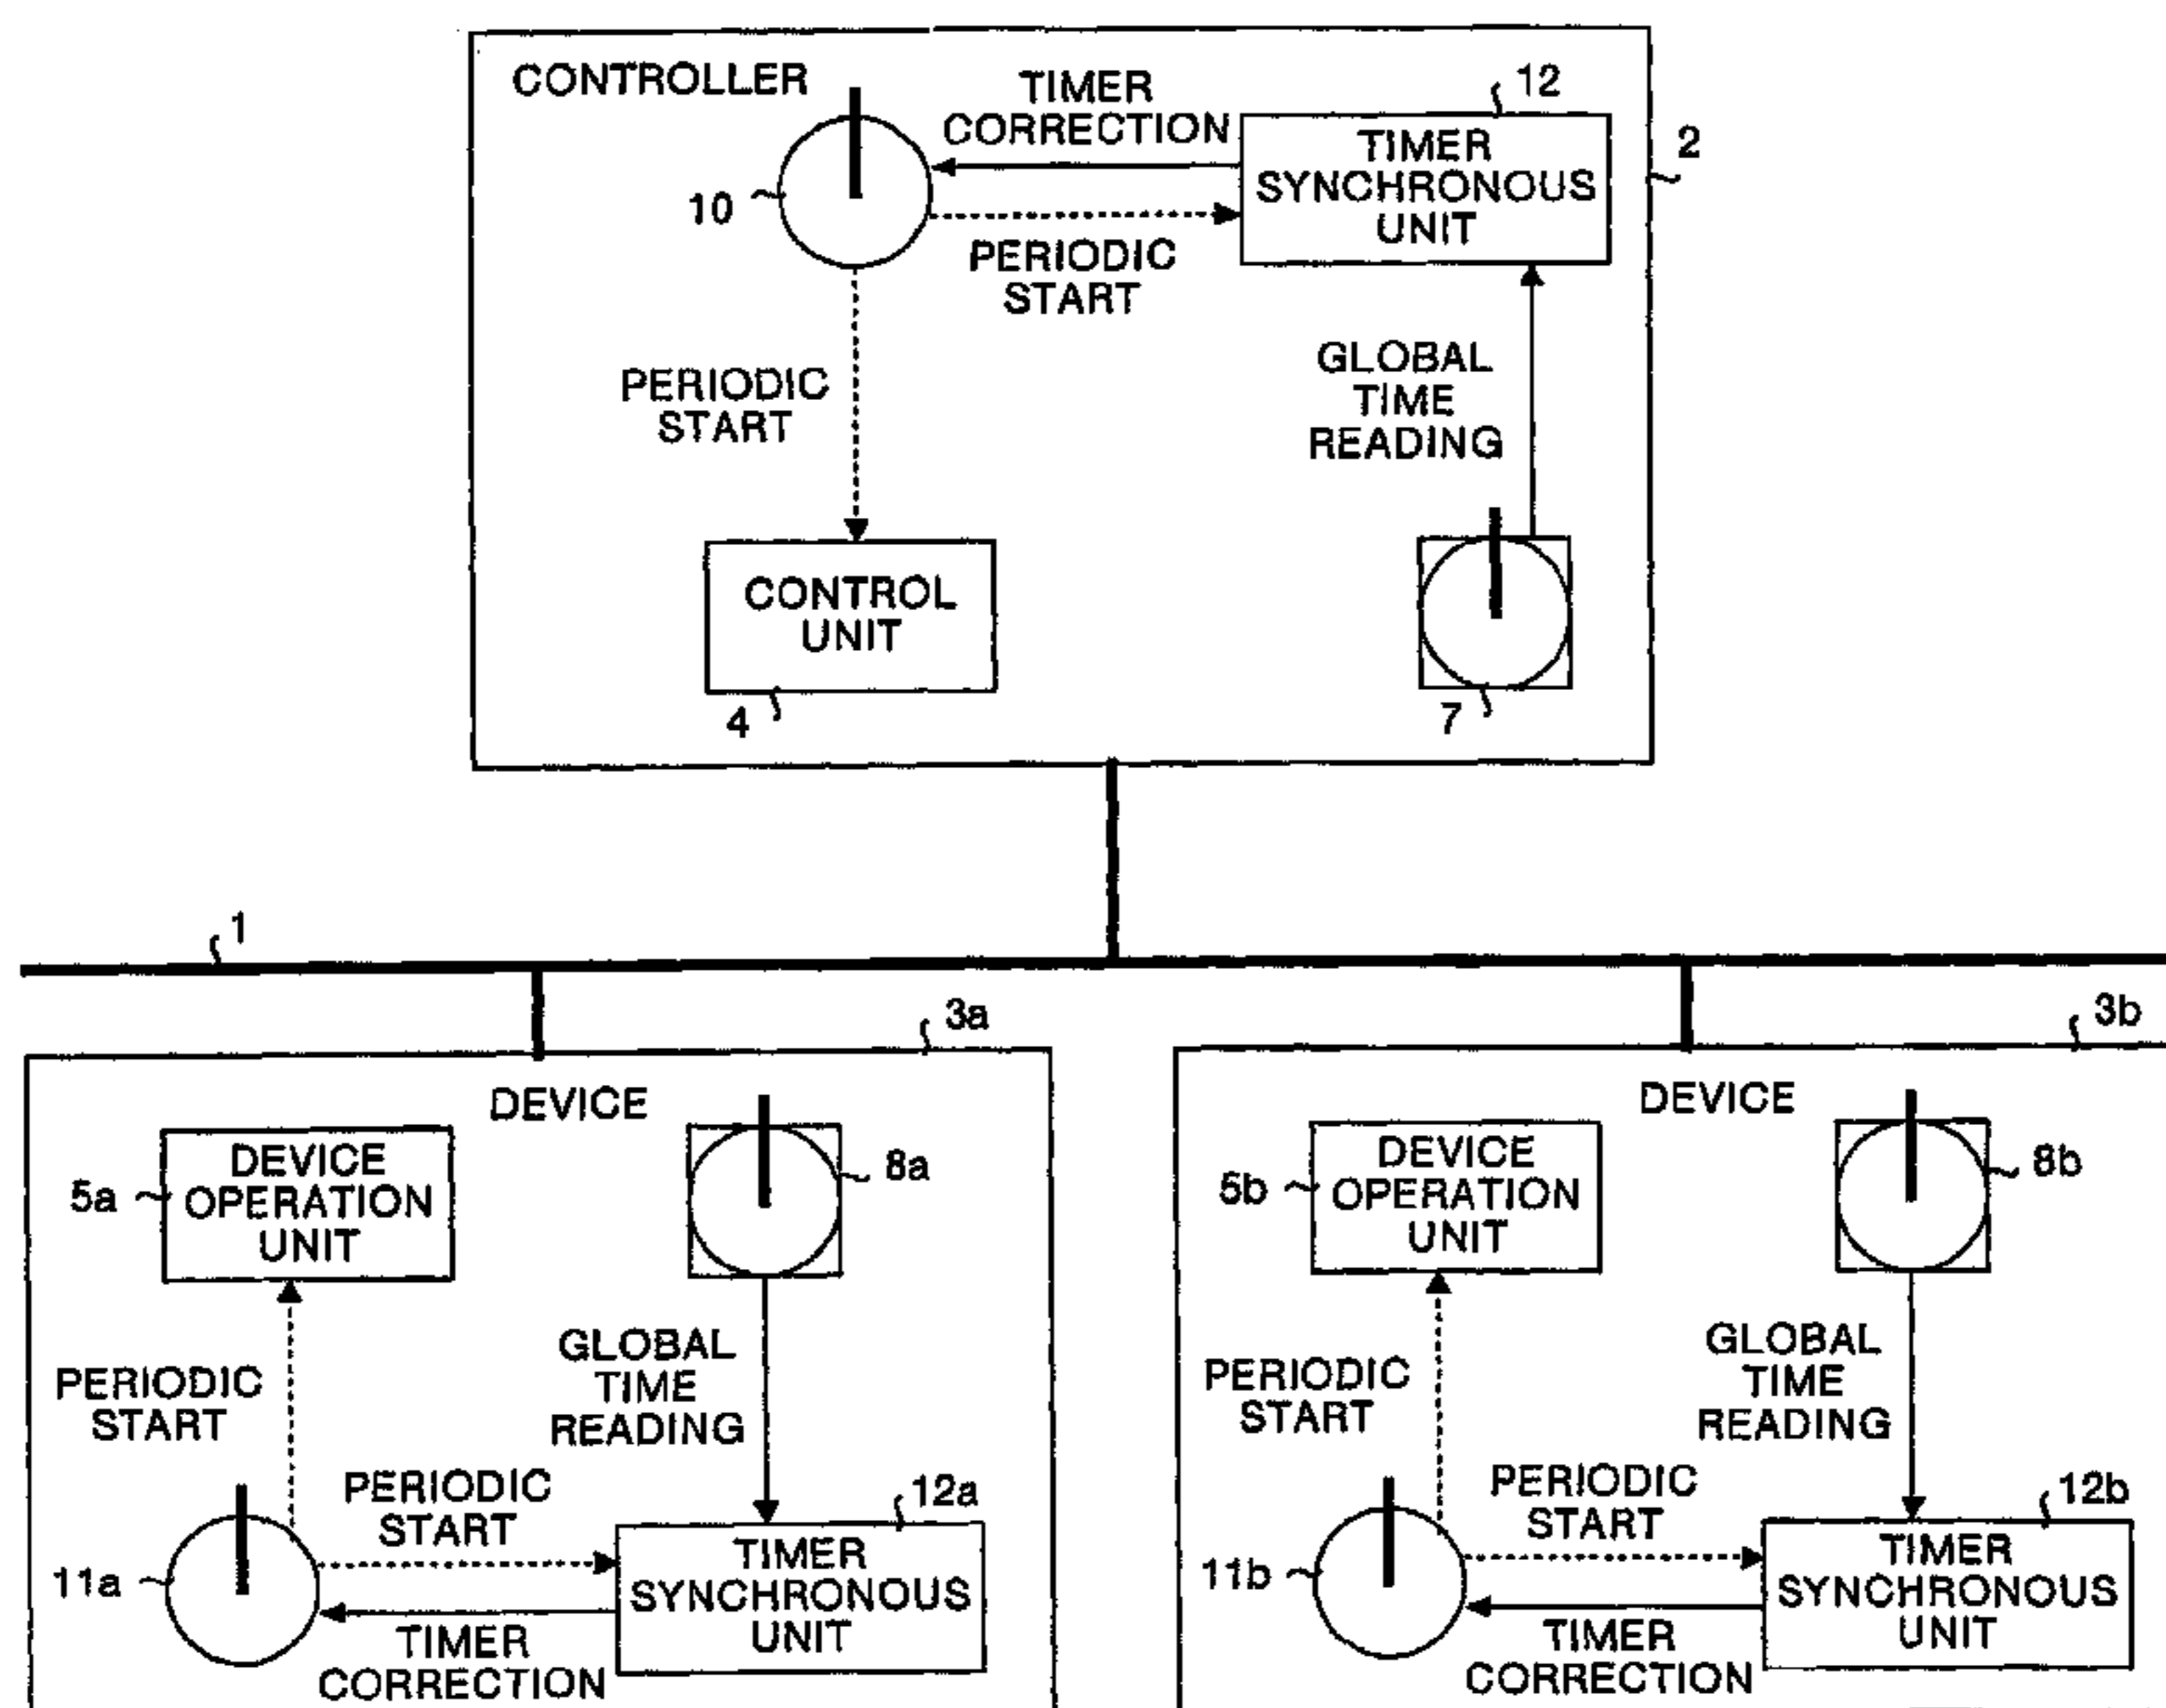 CONTROLLER
TIMER
CORRECTION
12
TIMER
SYNCHRONOUS
UNIT
2
10
PERIODIC
START
PERIODIC
START
GLOBAL
TIME
READING
CONTROL
UNIT
4
7
1
3a
DEVICE
DEVICE
OPERATION
UNIT
5a
8a
PERIODIC
START
GLOBAL
TIME
READING
PERIODIC
START
12a
11a
TIMER
SYNCHRONOUS
UNIT
TIMER
CORRECTION
3b
DEVICE
DEVICE
OPERATION
UNIT
5b
8b
PERIODIC
START
GLOBAL
TIME
READING
PERIODIC
START
12b
11b
TIMER
SYNCHRONOUS
UNIT
TIMER
CORRECTION